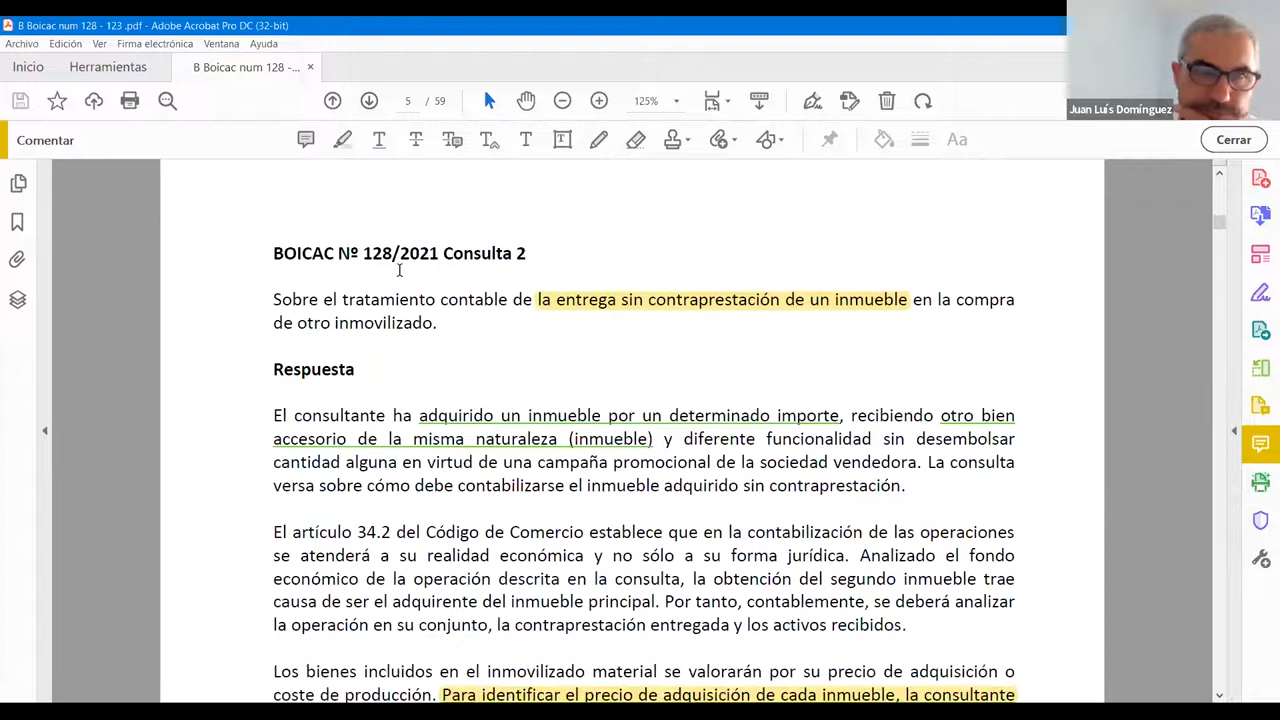 B Boicac num 128 - 123 .pdf - Adobe Acrobat Pro DC (32-bit)
Archivo Edición Ver Firma electrónica Ventana Ayuda
Inicio Herramientas B Boicac num 128 -... ×
5 / 59 125%
Juan Luís Domínguez
Comentar Cerrar
BOICAC Nº 128/2021 Consulta 2
Sobre el tratamiento contable de la entrega sin contraprestación de un inmueble en la compra
de otro inmovilizado.
Respuesta
El consultante ha adquirido un inmueble por un determinado importe, recibiendo otro bien
accesorio de la misma naturaleza (inmueble) y diferente funcionalidad sin desembolsar
cantidad alguna en virtud de una campaña promocional de la sociedad vendedora. La consulta
versa sobre cómo debe contabilizarse el inmueble adquirido sin contraprestación.
El artículo 34.2 del Código de Comercio establece que en la contabilización de las operaciones
se atenderá a su realidad económica y no sólo a su forma jurídica. Analizado el fondo
económico de la operación descrita en la consulta, la obtención del segundo inmueble trae
causa de ser el adquirente del inmueble principal. Por tanto, contablemente, se deberá analizar
la operación en su conjunto, la contraprestación entregada y los activos recibidos.
Los bienes incluidos en el inmovilizado material se valorarán por su precio de adquisición o
coste de producción. Para identificar el precio de adquisición de cada inmueble, la consultante